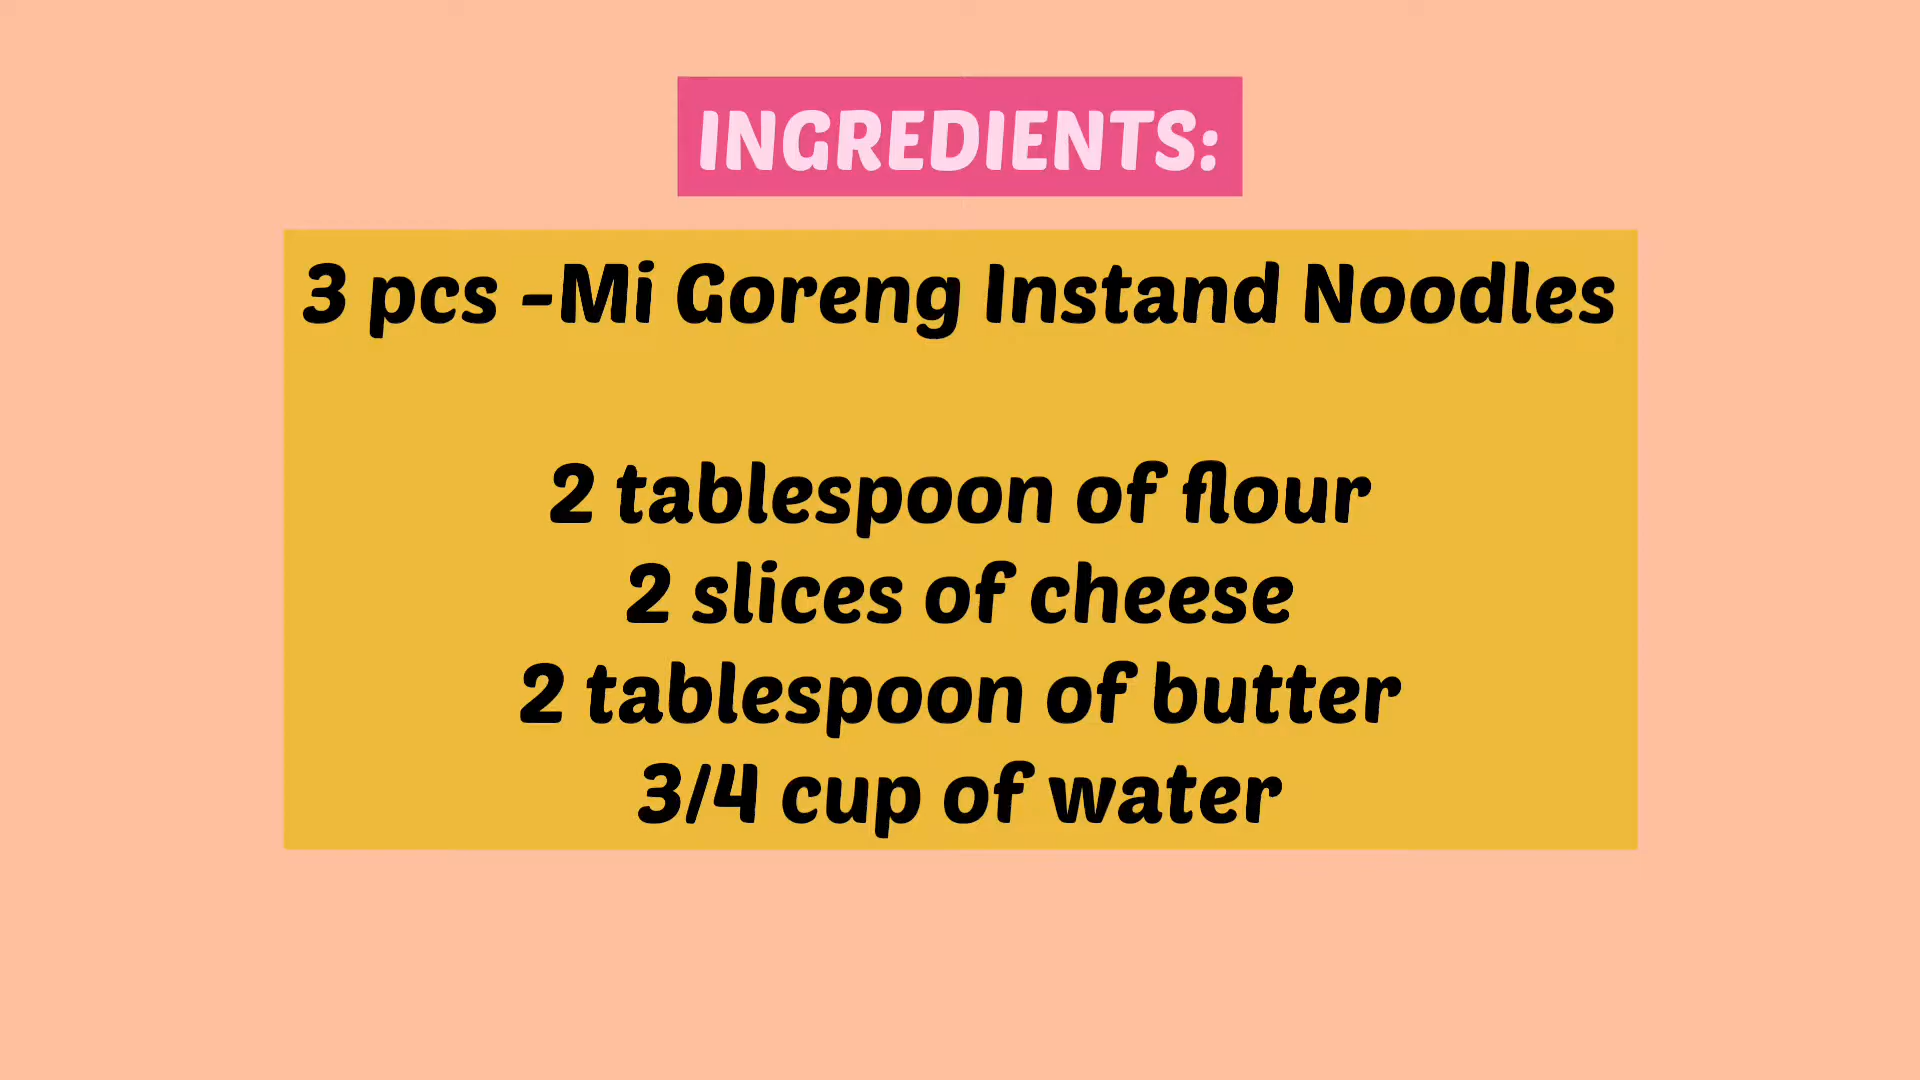 INGREDIENTS:
3 pcs -Mi Goreng Instand Noodles
2 tablespoon of flour
2 slices of cheese
2 tablespoon of butter
3/4 cup of water